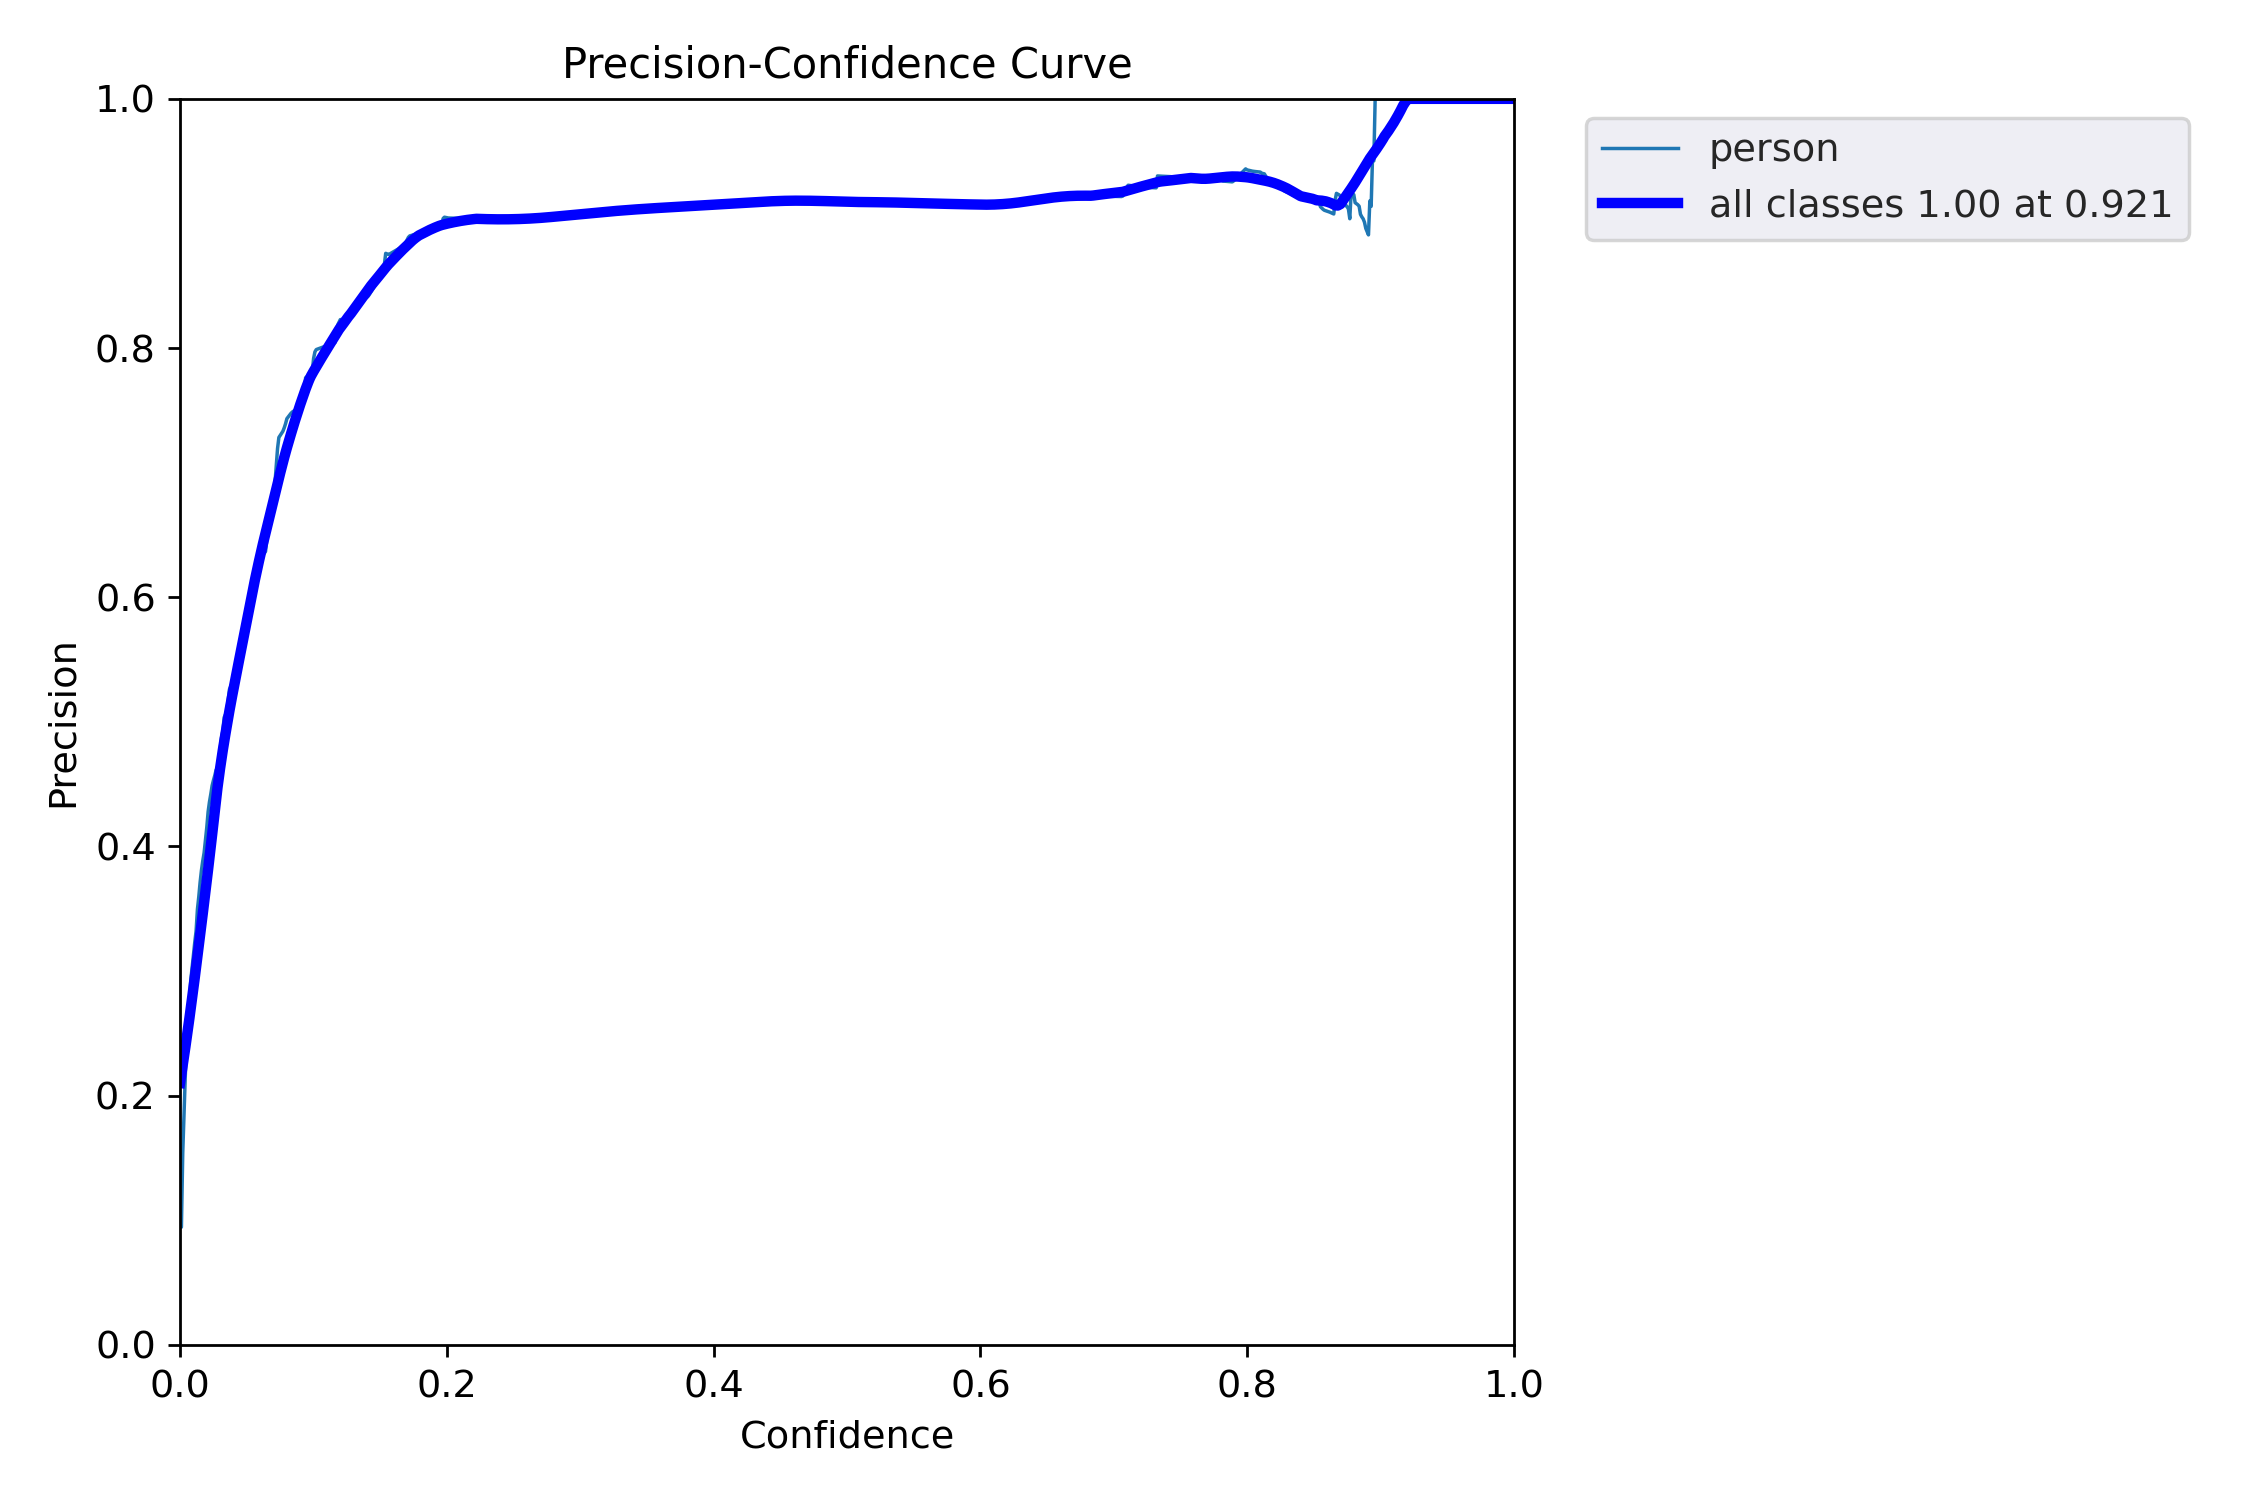 Precision-Confidence Curve
person
all classes 1.00 at 0.921
1.0
0.8
0.6
0.4
0.2
0.0
Precision
0.0 0.2 0.4 0.6 0.8 1.0
Confidence